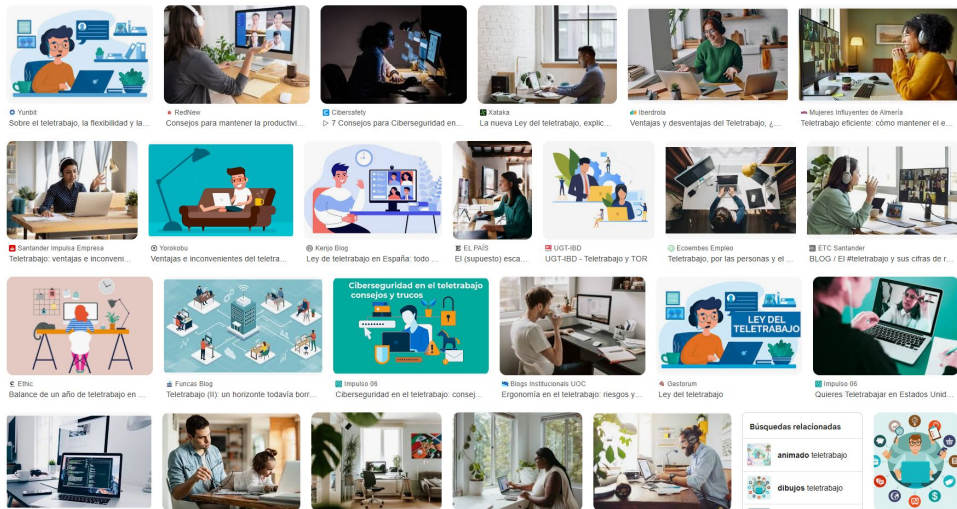 Yunbit
Sobre el teletrabajo, la flexibilidad y la...
RedNew
Consejos para mantener la productivi...
Cibersafety
▷ 7 Consejos para Ciberseguridad en...
Xataka
La nueva Ley del teletrabajo, explic...
Iberdrola
Ventajas y desventajas del Teletrabajo, ¿...
Mujeres Influyentes de Almería
Teletrabajo eficiente: cómo mantener el e...
Santander Impulsa Empresa
Teletrabajo: ventajas e inconveni...
Yorokobu
Ventajas e inconvenientes del teletra...
Kenjo Blog
Ley de teletrabajo en España: todo ...
EL PAÍS
El (supuesto) esca...
UGT-IBD
UGT-IBD - Teletrabajo y TOR
Ecoembes Empleo
Teletrabajo, por las personas y el ...
ETC Santander
BLOG / El #teletrabajo y sus cifras de r...
Ciberseguridad en el teletrabajo
consejos y trucos
LEY DEL
TELETRABAJO
Ethic
Balance de un año de teletrabajo en ...
Funcas Blog
Teletrabajo (II): un horizonte todavía borr...
Impulso 06
Ciberseguridad en el teletrabajo: consej...
Blogs Institucionals UOC
Ergonomía en el teletrabajo: riesgos y...
Gestorum
Ley del teletrabajo
Impulso 06
Quieres Teletrabajar en Estados Unid...
Búsquedas relacionadas
animado teletrabajo
dibujos teletrabajo